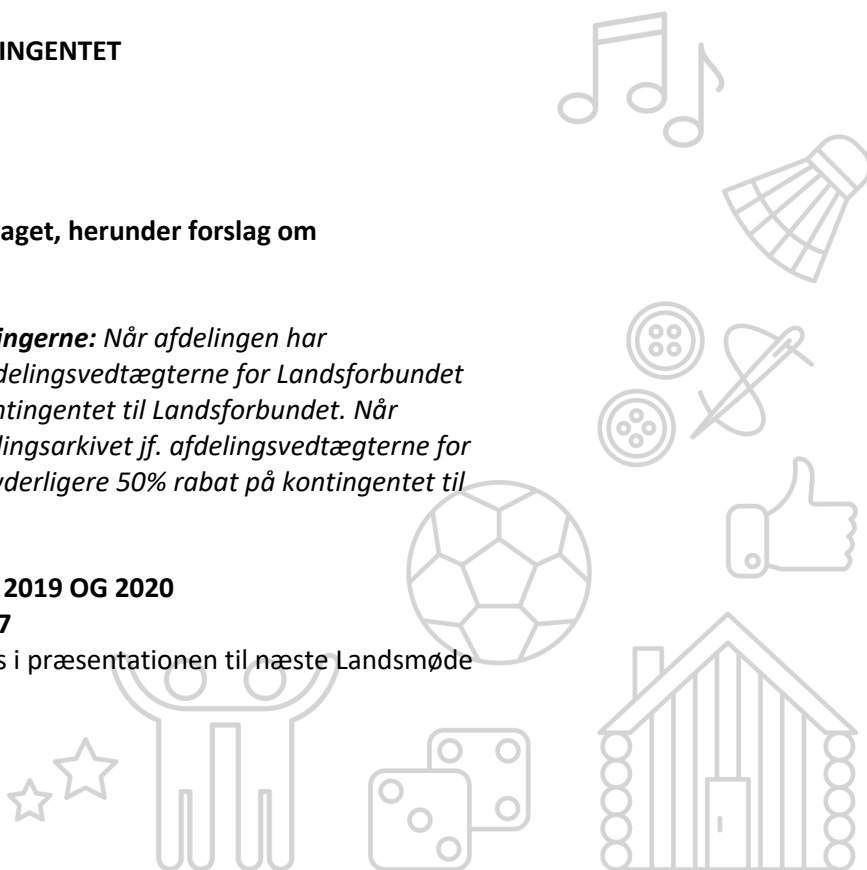 INGENTET
aget, herunder forslag om
ingerne: Når afdelingen har
delingsvedtægterne for Landsforbundet
ntingentet til Landsforbundet. Når
lingsarkivet jf. afdelingsvedtægterne for
yderligere 50% rabat på kontingentet til
2019 OG 2020
7
s i præsentationen til næste Landsmøde